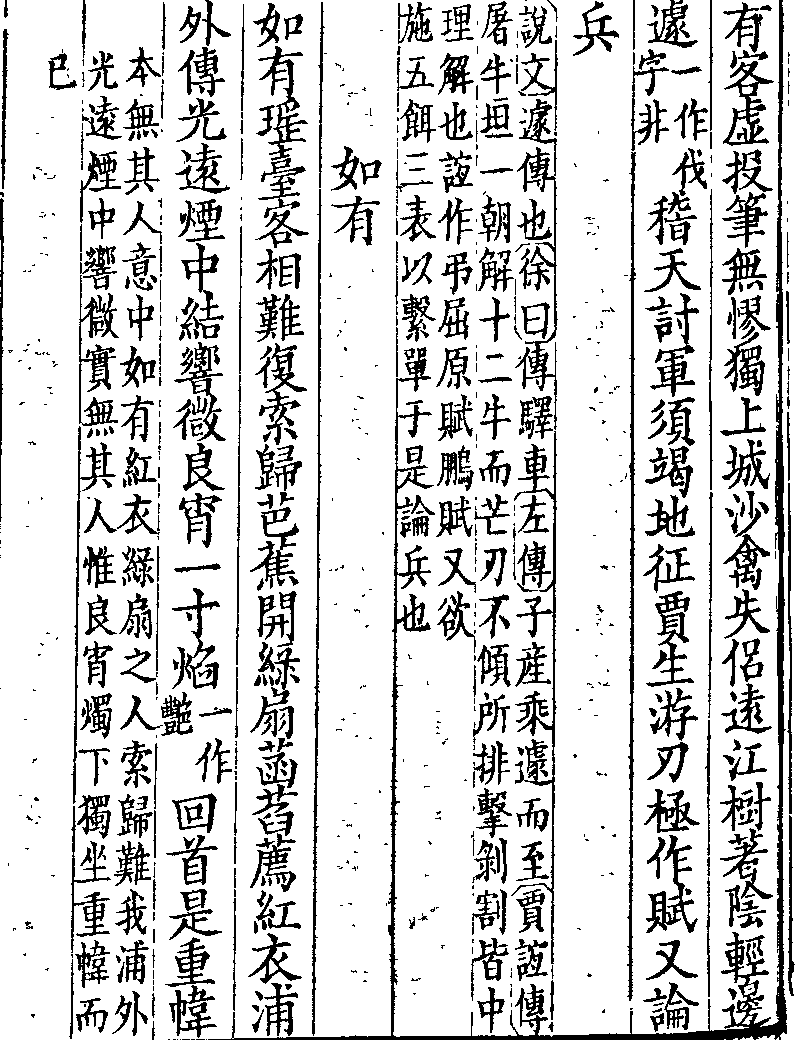 有客虛投筆無憀獨上城沙禽失侶遠江樹著陰輕邊
遽一作伐字非稽天討軍須竭地征賈生游刃極作賦又論
兵
說文遽傳也徐曰傳驛車左傳子產乘遽而至賈誼傳
屠牛坦一朝解十二牛而芒刃不傾所排擊剝割皆中
理解也誼作弔屈原賦鵩賦又欲
施五餌三表以繫單于是論兵也
如有
如有瑤臺客相難復索歸芭蕉開綠扇菡萏薦紅衣浦
外傳光遠煙中結響微良宵一寸焰一作豔回首是重幃
本無其人意中如有紅衣綠扇之人索歸難我浦外
光遠煙中響微實無其人惟良宵燭下獨坐重幃而
已